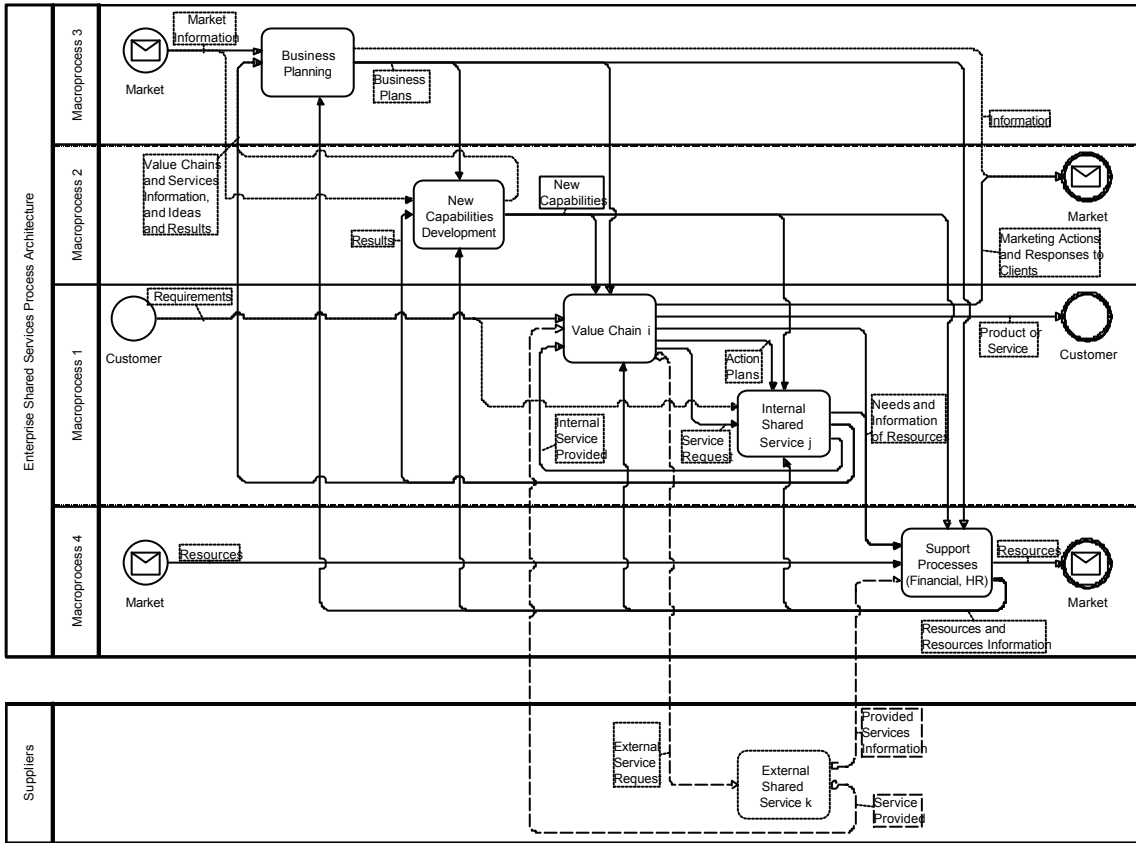 Enterprise Shared Services Process Architecture
Macroprocess 3
Market
Information
Market
Business
Planning
Business
Plans
Information
Macroprocess 2
Value Chains
and Services
Information,
and Ideas
and Results
New
Capabilities
Development
New
Capabilities
Results
Market
Marketing Actions
and Responses to
Clients
Macroprocess 1
Requirements
Customer
Value Chain i
Product or
Service
Customer
Action
Plans
Internal
Shared
Service j
Internal
Service
Provided
Service
Request
Needs and
Information
of Resources
Macroprocess 4
Resources
Market
Support
Processes
(Financial, HR)
Resources
Market
Resources and
Resources Information
Suppliers
External
Service
Request
External
Shared
Service k
Provided
Services
Information
Service
Provided